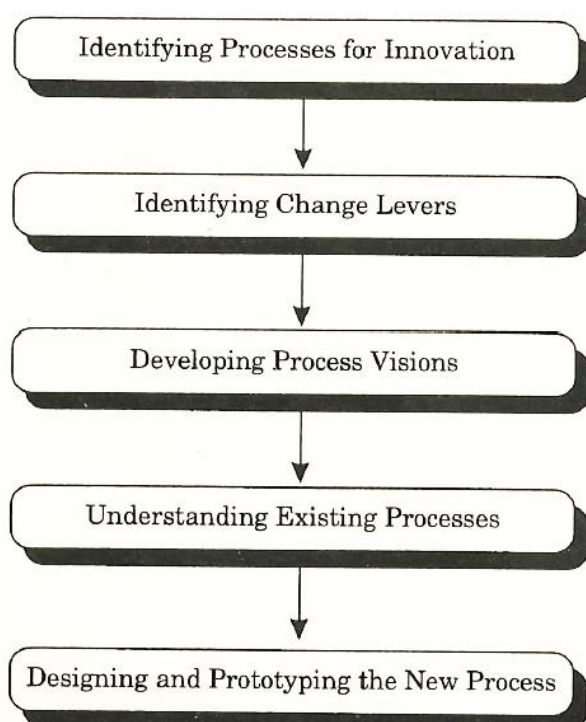 Identifying Processes for Innovation
Identifying Change Levers
Developing Process Visions
Understanding Existing Processes
Designing and Prototyping the New Process